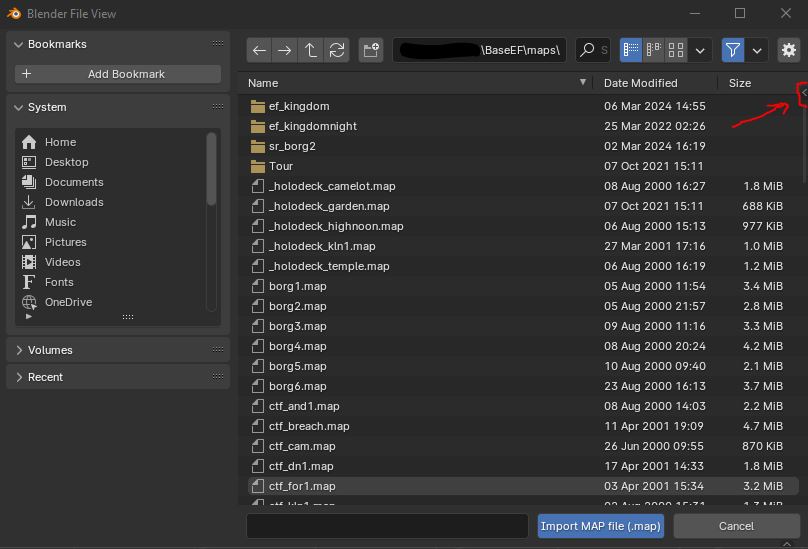 Blender File View
Bookmarks
+ Add Bookmark
System
Home
Desktop
Documents
Downloads
Music
Pictures
Videos
Fonts
OneDrive
Volumes
Recent
\BaseEF\maps\ S
Name Date Modified Size
ef_kingdom 06 Mar 2024 14:55
ef_kingdomnight 25 Mar 2022 02:26
sr_borg2 02 Mar 2024 16:19
Tour 07 Oct 2021 15:11
_holodeck_camelot.map 08 Aug 2000 16:27 1.8 MiB
_holodeck_garden.map 07 Oct 2021 15:11 688 KiB
_holodeck_highnoon.map 06 Aug 2000 15:13 977 KiB
_holodeck_kln1.map 27 Mar 2001 17:16 1.0 MiB
_holodeck_temple.map 06 Aug 2000 16:19 1.2 MiB
borg1.map 05 Aug 2000 11:54 3.4 MiB
borg2.map 05 Aug 2000 21:57 2.8 MiB
borg3.map 09 Aug 2000 11:16 3.3 MiB
borg4.map 08 Aug 2000 20:24 4.2 MiB
borg5.map 10 Aug 2000 09:40 2.1 MiB
borg6.map 23 Aug 2000 16:13 3.7 MiB
ctf_and1.map 08 Aug 2000 14:03 2.2 MiB
ctf_breach.map 11 Apr 2001 19:09 4.7 MiB
ctf_cam.map 26 Jun 2000 09:55 870 KiB
ctf_dn1.map 17 Apr 2001 14:33 1.8 MiB
ctf_for1.map 03 Apr 2001 15:34 3.2 MiB
Import MAP file (.map) Cancel